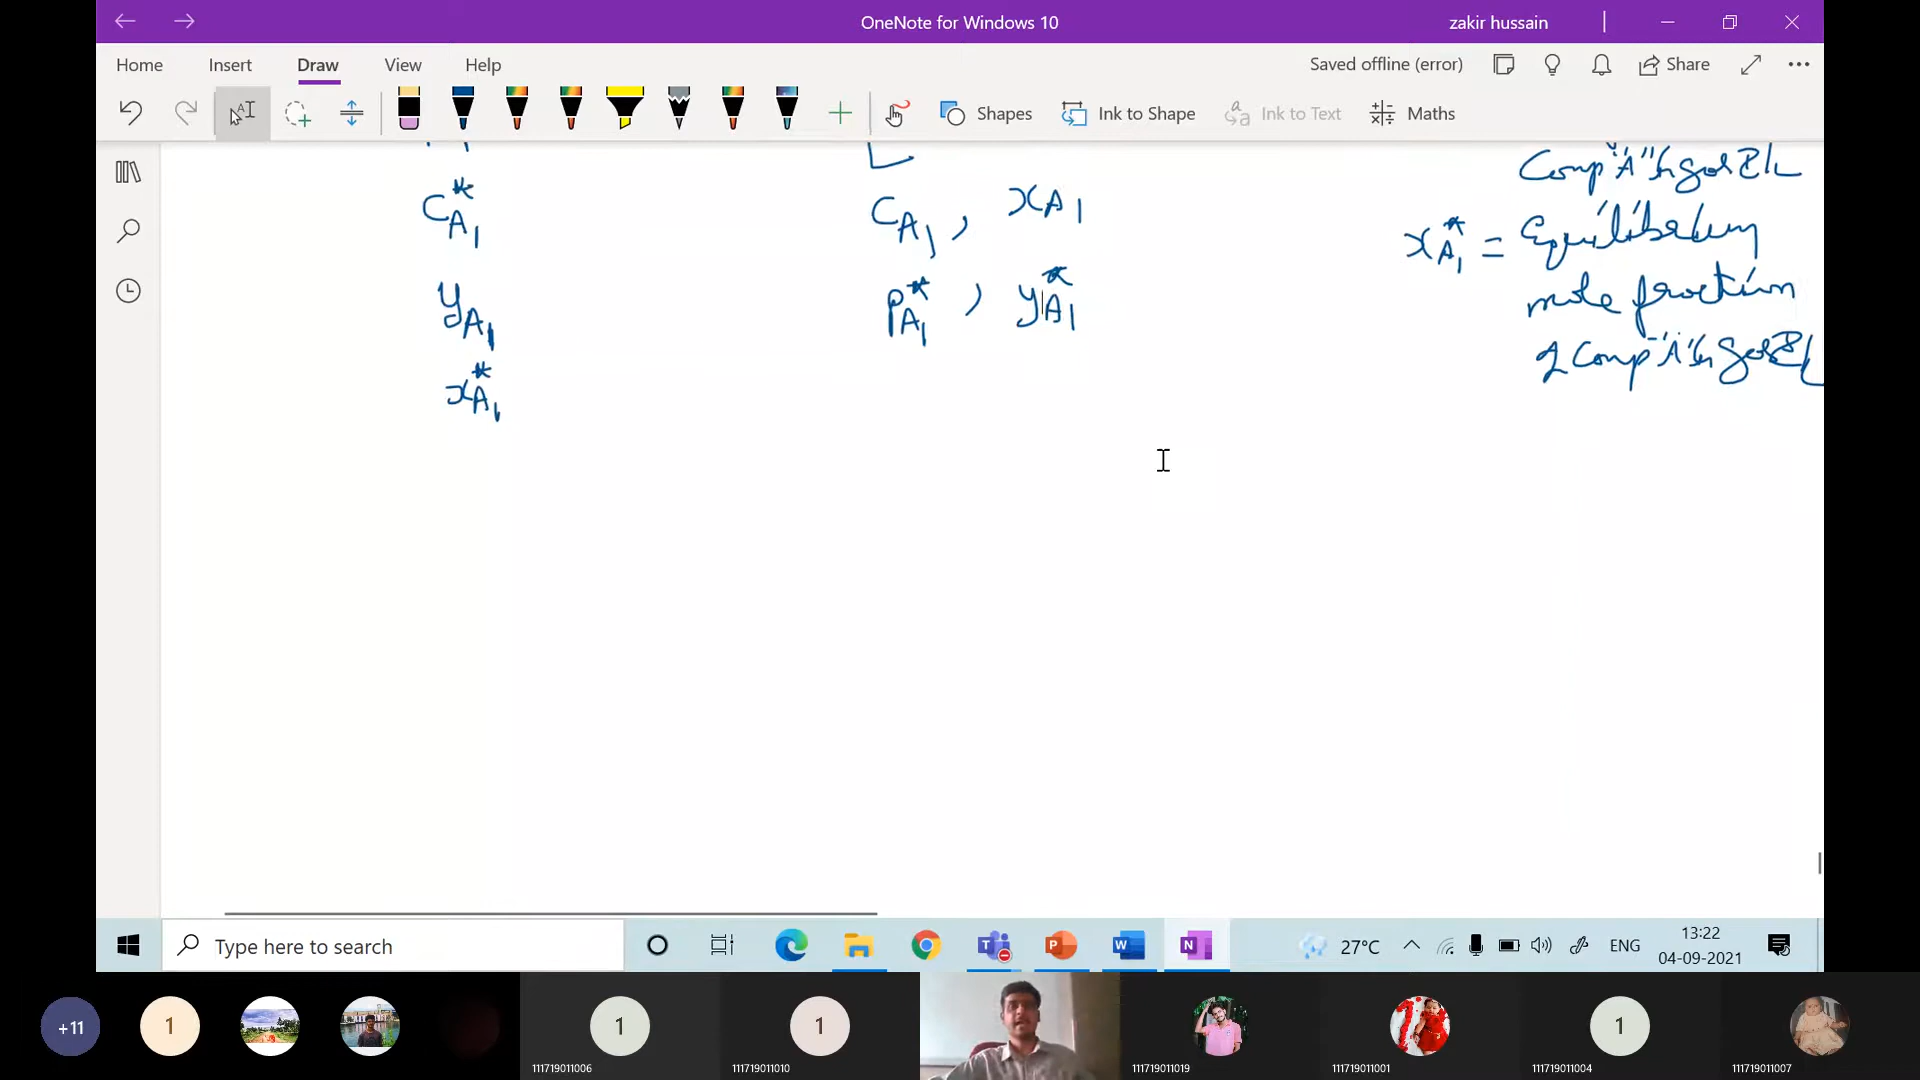 OneNote for Windows 10
zakir hussain
Home Insert Draw View Help
Saved offline (error) Share
Shapes Ink to Shape Ink to Text Maths
L
C*A1
CA1, xA1
yA1
P*A1, y*A1
x*A1
Comp "A" in gas Blk
x*A1 = Equilibrium
mole fraction
of Comp "A" in gas Blk
Type here to search
27°C ENG 13:22
04-09-2021
+11 1 1 1 1
111719011006 111719011010 111719011019 111719011001 111719011004 111719011007